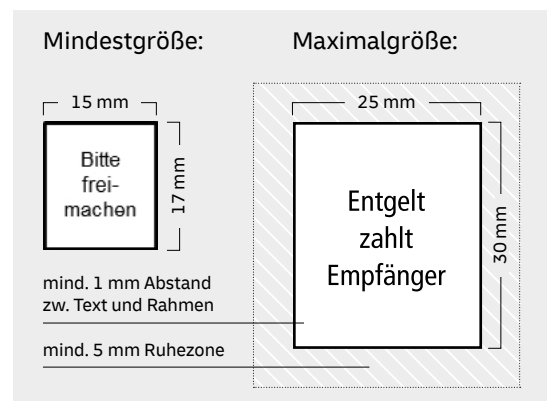 Mindestgröße:
15 mm
17 mm
Bitte
frei-
machen
mind. 1 mm Abstand
zw. Text und Rahmen
mind. 5 mm Ruhezone
Maximalgröße:
25 mm
30 mm
Entgelt
zahlt
Empfänger